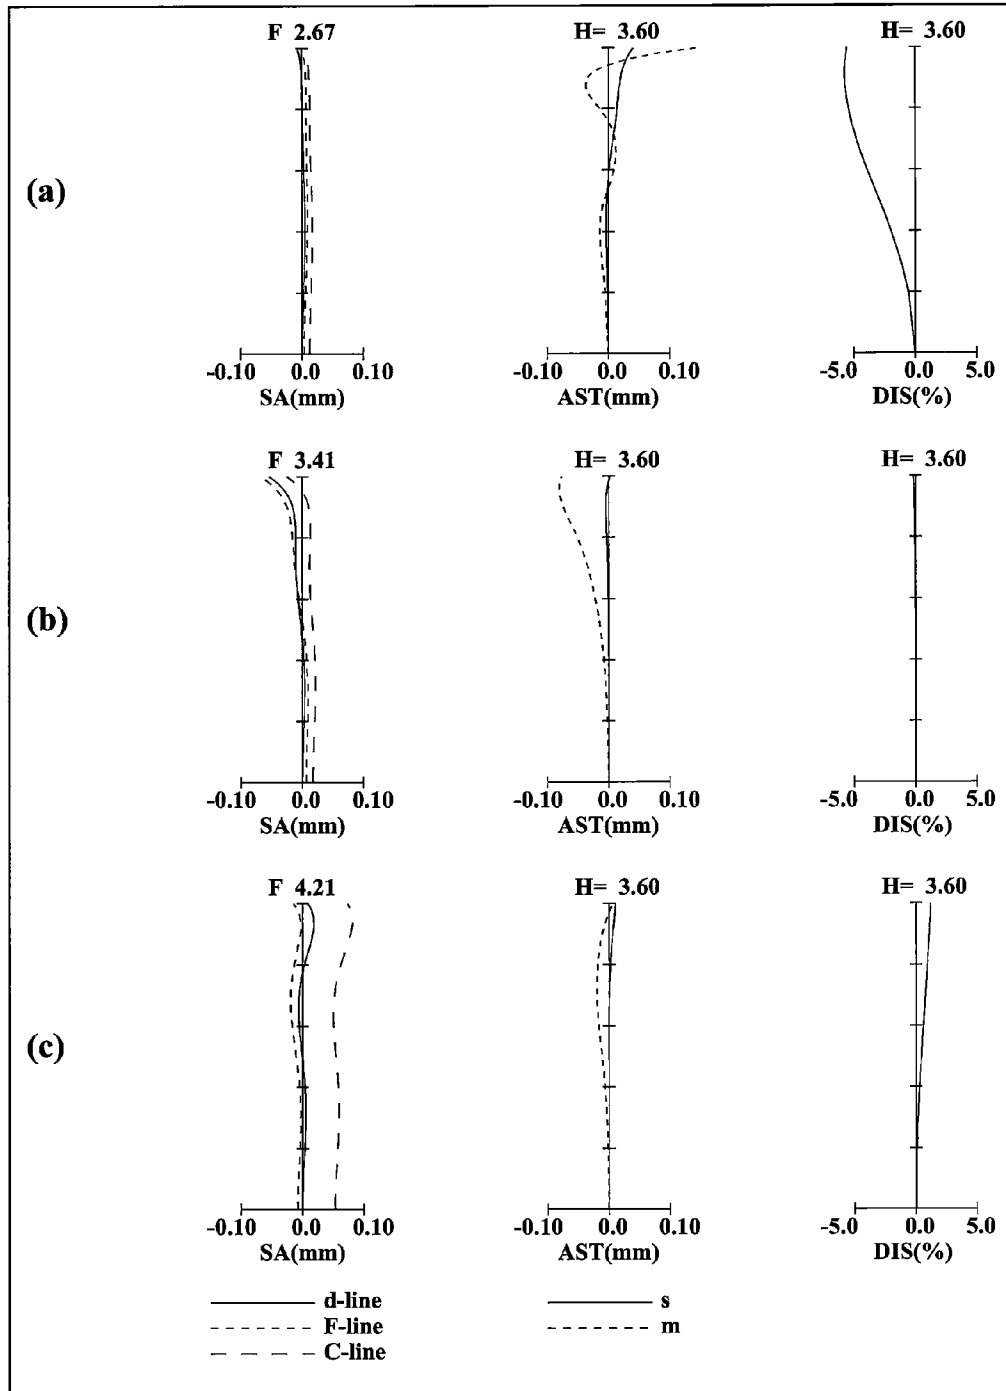 F 2.67
H= 3.60
H= 3.60
(a)
-0.10 0.0 0.10
SA(mm)
-0.10 0.0 0.10
AST(mm)
-5.0 0.0 5.0
DIS(%)
F 3.41
H= 3.60
H= 3.60
(b)
-0.10 0.0 0.10
SA(mm)
-0.10 0.0 0.10
AST(mm)
-5.0 0.0 5.0
DIS(%)
F 4.21
H= 3.60
H= 3.60
(c)
-0.10 0.0 0.10
SA(mm)
-0.10 0.0 0.10
AST(mm)
-5.0 0.0 5.0
DIS(%)
d-line
F-line
C-line
s
m